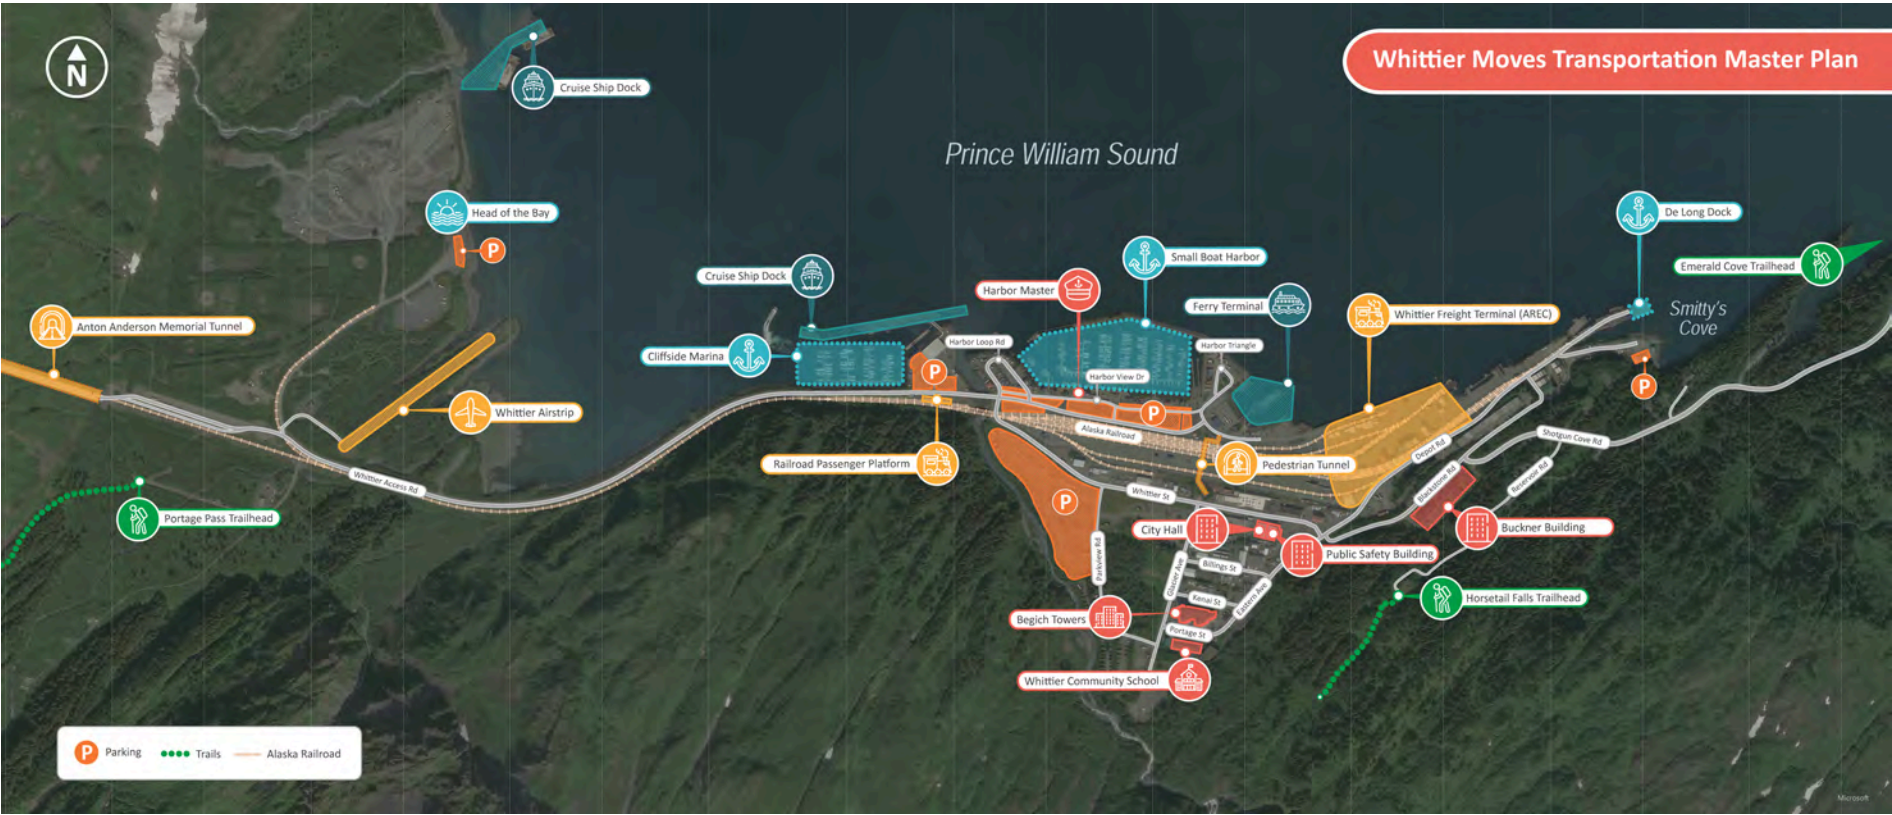 N
Whittier Moves Transportation Master Plan
Cruise Ship Dock
Prince William Sound
Head of the Bay
P
De Long Dock
Small Boat Harbor
Emerald Cove Trailhead
Cruise Ship Dock
Harbor Master
Ferry Terminal
Whittier Freight Terminal (AREC)
Smitty's
Cove
Anton Anderson Memorial Tunnel
Harbor Loop Rd
Harbor Triangle
Cliffside Marina
P
Harbor View Dr
P
Whittier Airstrip
P
Alaska Railroad
Shotgun Cove Rd
Depot Rd
Railroad Passenger Platform
Pedestrian Tunnel
Whittier Access Rd
Blackstone Rd
Reservoir Rd
Whittier St
P
Portage Pass Trailhead
City Hall
Buckner Building
Public Safety Building
Parkview Rd
Billings St
Glacier Ave
Kenai St
Eastern Ave
Horsetail Falls Trailhead
Begich Towers
Portage St
Whittier Community School
P Parking
Trails
Alaska Railroad
Microsoft